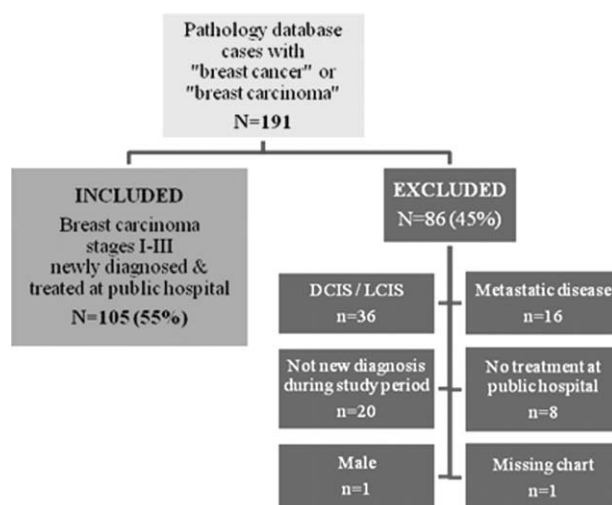 Pathology database
cases with
"breast cancer" or
"breast carcinoma"
N=191
INCLUDED
Breast carcinoma
stages I-III
newly diagnosed &
treated at public hospital
N=105 (55%)
EXCLUDED
N=86 (45%)
DCIS / LCIS
n=36
Metastatic disease
n=16
Not new diagnosis
during study period
n=20
No treatment at
public hospital
n=8
Male
n=1
Missing chart
n=1